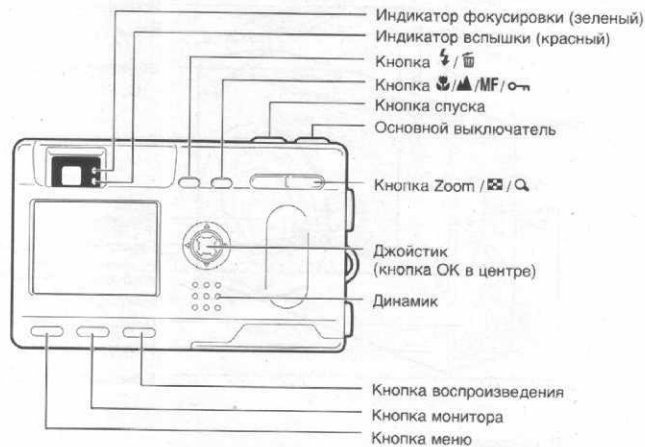 Индикатор фокусировки (зеленый)
Индикатор вспышки (красный)
Кнопка /
Кнопка / /MF/
Кнопка спуска
Основной выключатель
Кнопка Zoom / /
Джойстик
(кнопка ОК в центре)
Динамик
Кнопка воспроизведения
Кнопка монитора
Кнопка меню